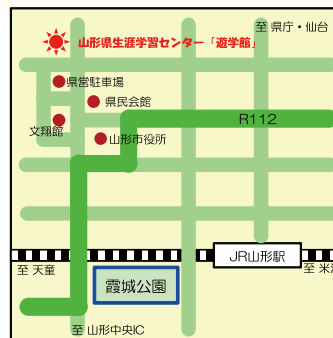 至 県庁・仙台
山形県生涯学習センター「遊学館」
県営駐車場
県民会館
文翔館
山形市役所
R112
JR山形駅
至 天童
至 米沢
霞城公園
至 山形中央IC